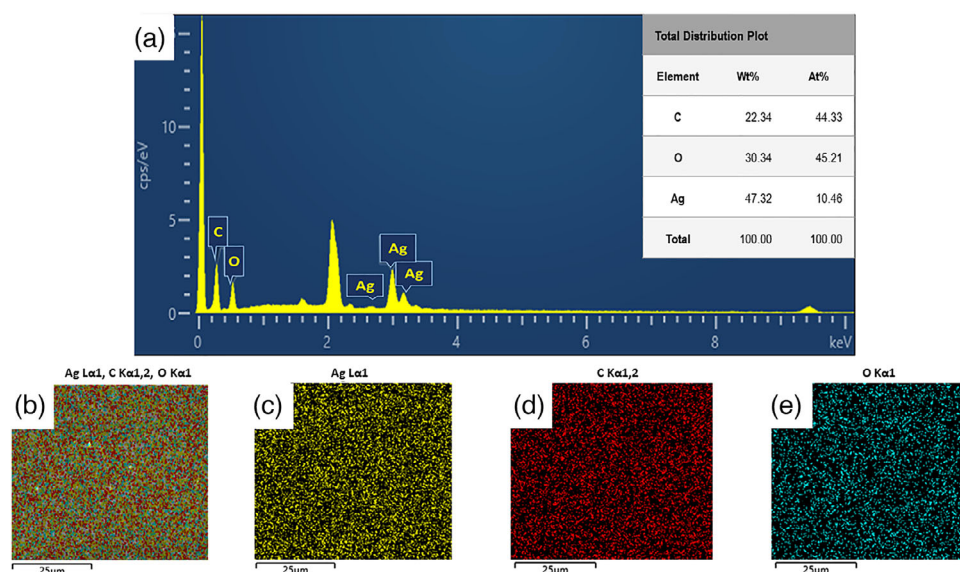 (a)
cps/eV
10
5
0
C
O
Ag
Ag
Ag
0
2
4
6
8
keV
Total Distribution Plot
Element Wt% At%
C 22.34 44.33
O 30.34 45.21
Ag 47.32 10.46
Total 100.00 100.00
Ag Lα1, C Kα1,2, O Kα1
Ag Lα1
C Kα1,2
O Kα1
(b)
(c)
(d)
(e)
25µm
25µm
25µm
25µm